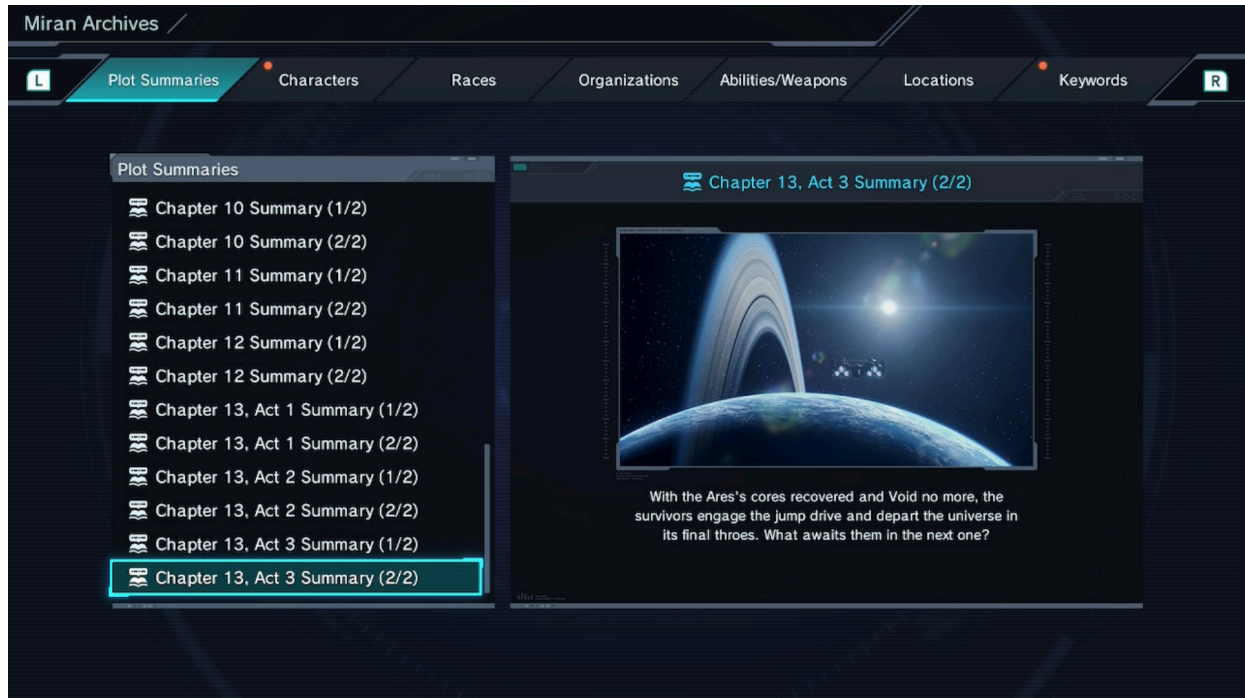 Miran Archives
L
Plot Summaries
Characters
Races
Organizations
Abilities/Weapons
Locations
Keywords
R
Plot Summaries
Chapter 10 Summary (1/2)
Chapter 10 Summary (2/2)
Chapter 11 Summary (1/2)
Chapter 11 Summary (2/2)
Chapter 12 Summary (1/2)
Chapter 12 Summary (2/2)
Chapter 13, Act 1 Summary (1/2)
Chapter 13, Act 1 Summary (2/2)
Chapter 13, Act 2 Summary (1/2)
Chapter 13, Act 2 Summary (2/2)
Chapter 13, Act 3 Summary (1/2)
Chapter 13, Act 3 Summary (2/2)
Chapter 13, Act 3 Summary (2/2)
With the Ares's cores recovered and Void no more, the
survivors engage the jump drive and depart the universe in
its final throes. What awaits them in the next one?